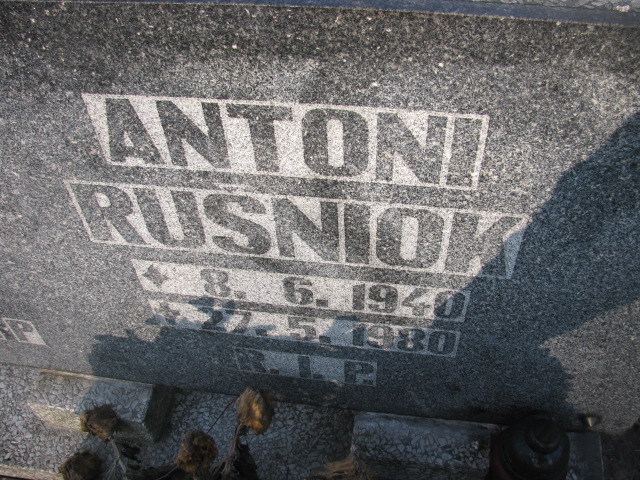 ANTONI
RUSNIOK
8. 6. 1940
27. 5. 1980
R. I. P.
P